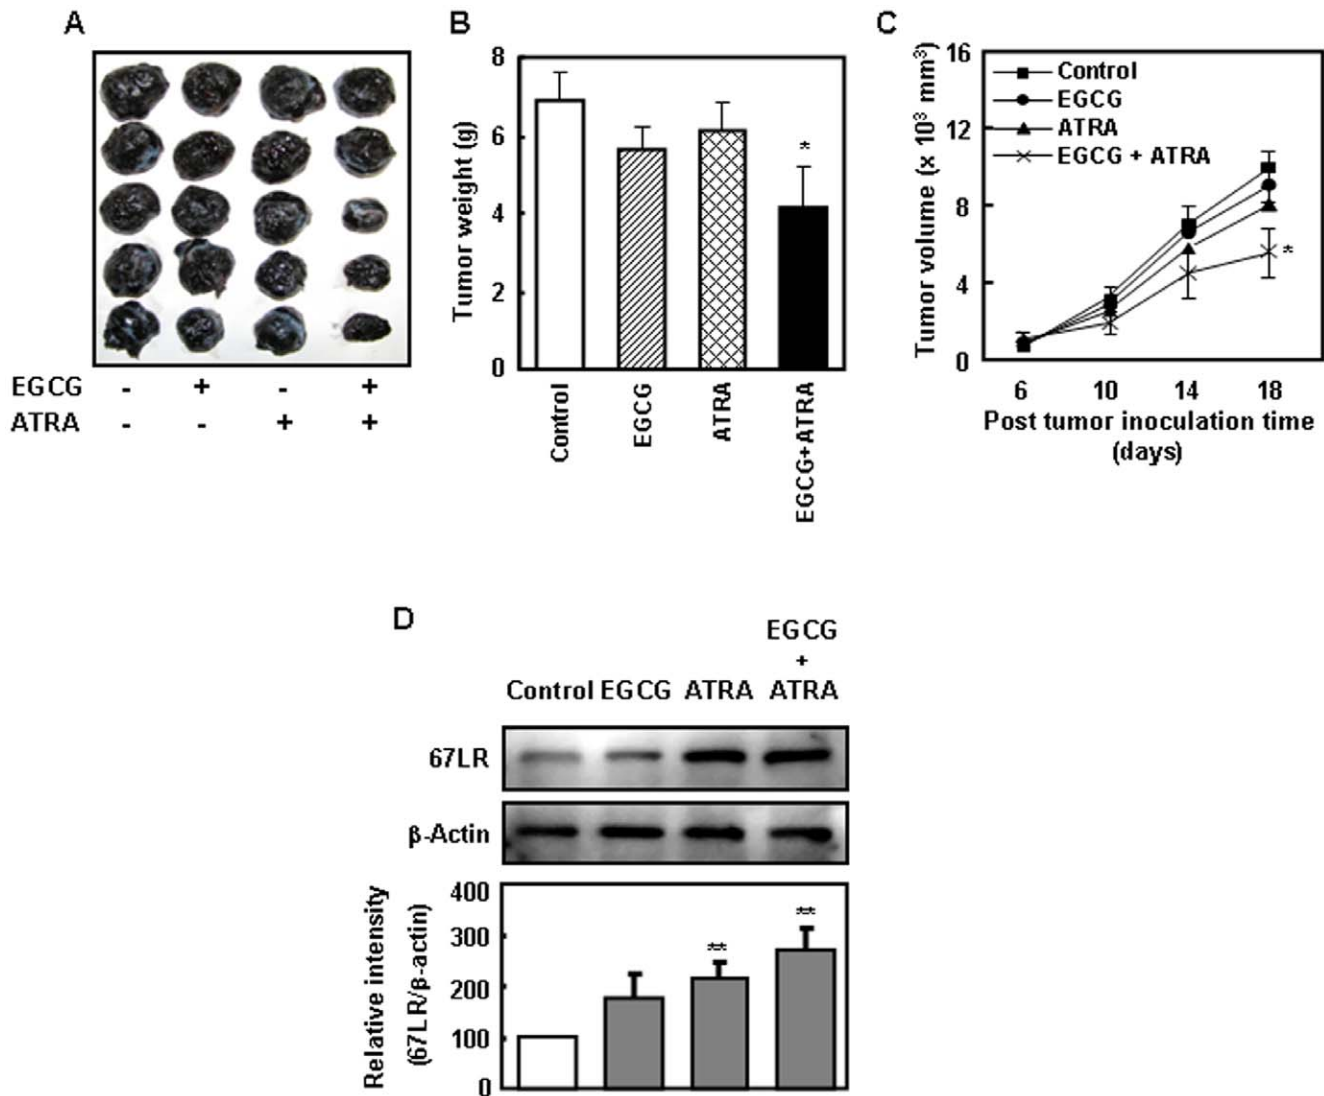 A
EGCG - + - +
ATRA - - + +
B
Tumor weight (g)
8
6
4
2
0
Control
EGCG
ATRA
EGCG+ATRA
*
C
Tumor volume (x 10³ mm³)
16
12
8
4
0
Control
EGCG
ATRA
EGCG + ATRA
*
6 10 14 18
Post tumor inoculation time
(days)
D
EGCG
+
Control EGCG ATRA ATRA
67LR
β-Actin
Relative intensity
(67LR/β-actin)
400
300
200
100
0
**
**